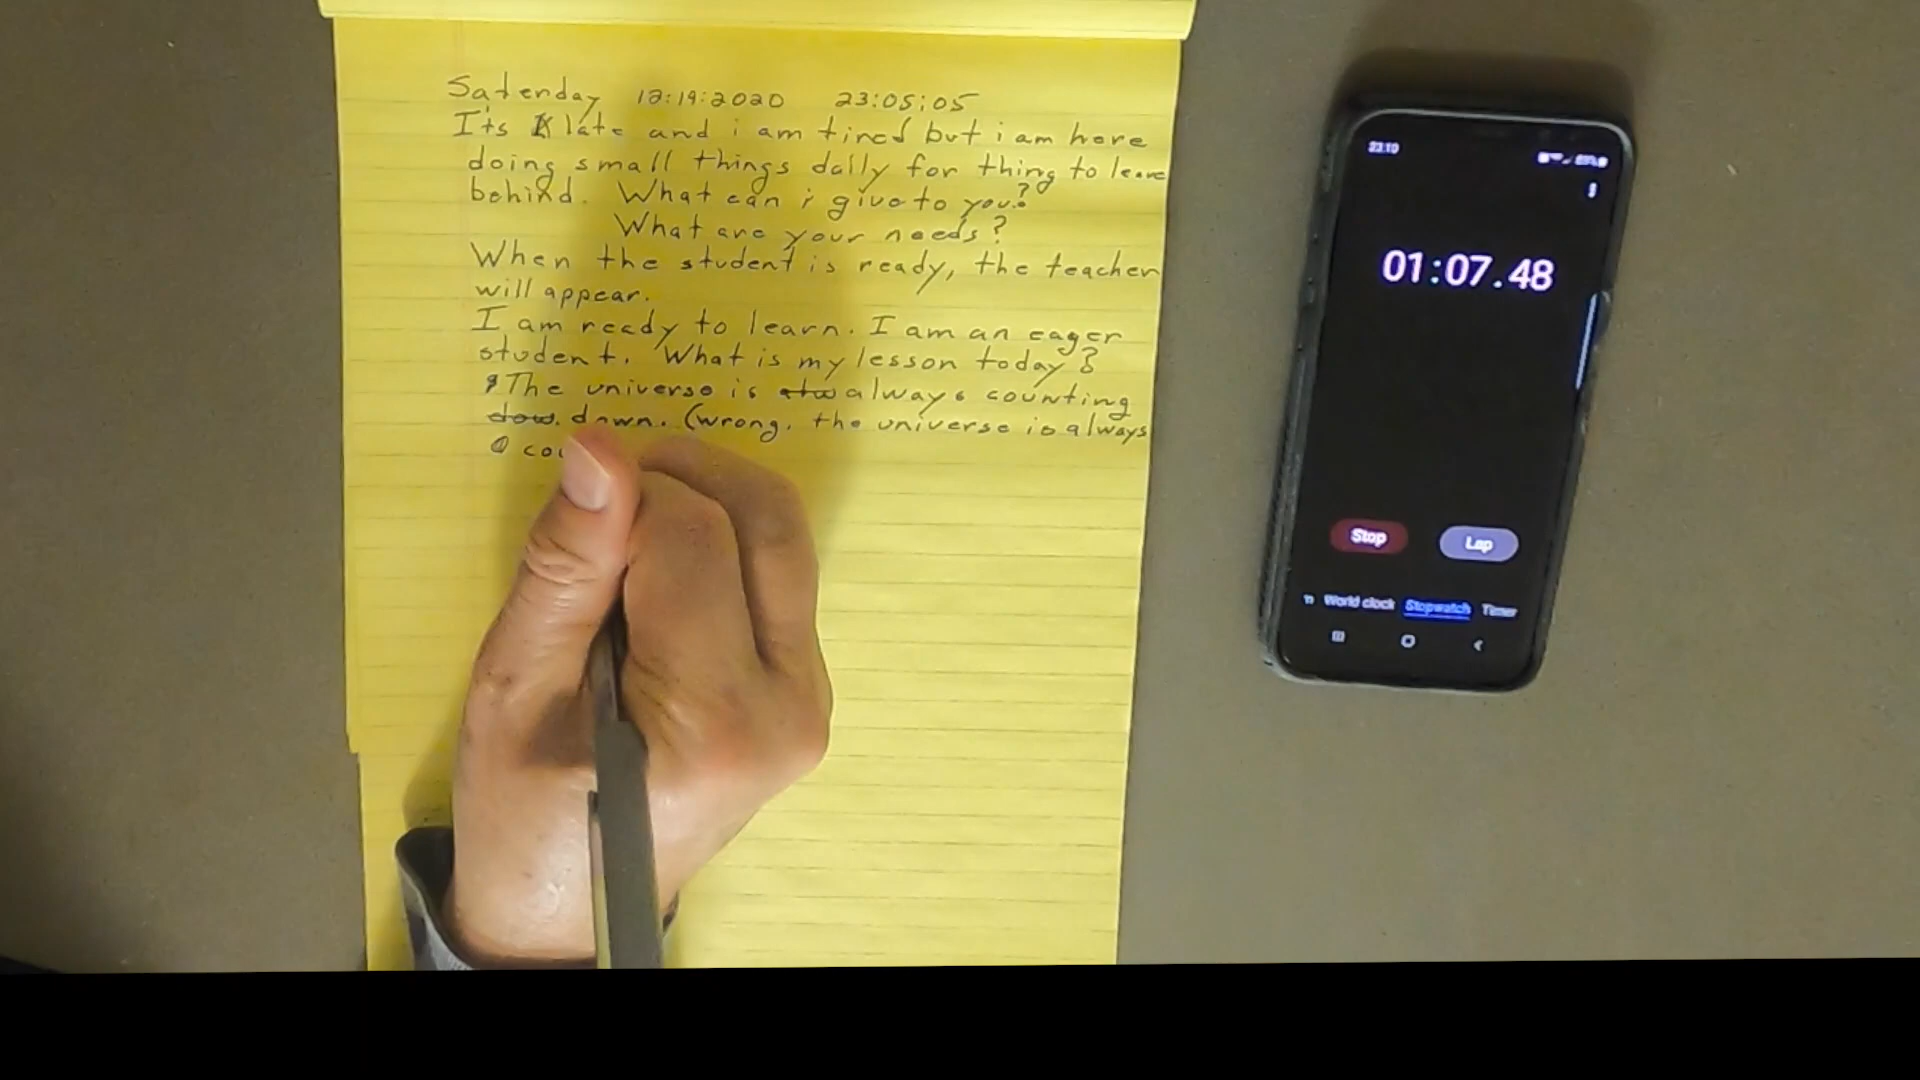 Saterday 12:19:2020 23:05:05
It's late and i am tired but i am here
doing small things daily for thing to leave
behind. What can i give to you?
What are your needs?
When the student is ready, the teacher
will appear.
I am ready to learn. I am an eager
student. What is my lesson today?
The universe is always counting
down. (wrong. the universe is always
cou
23:10
01:07.48
Stop
Lap
World clock
Stopwatch
Timer